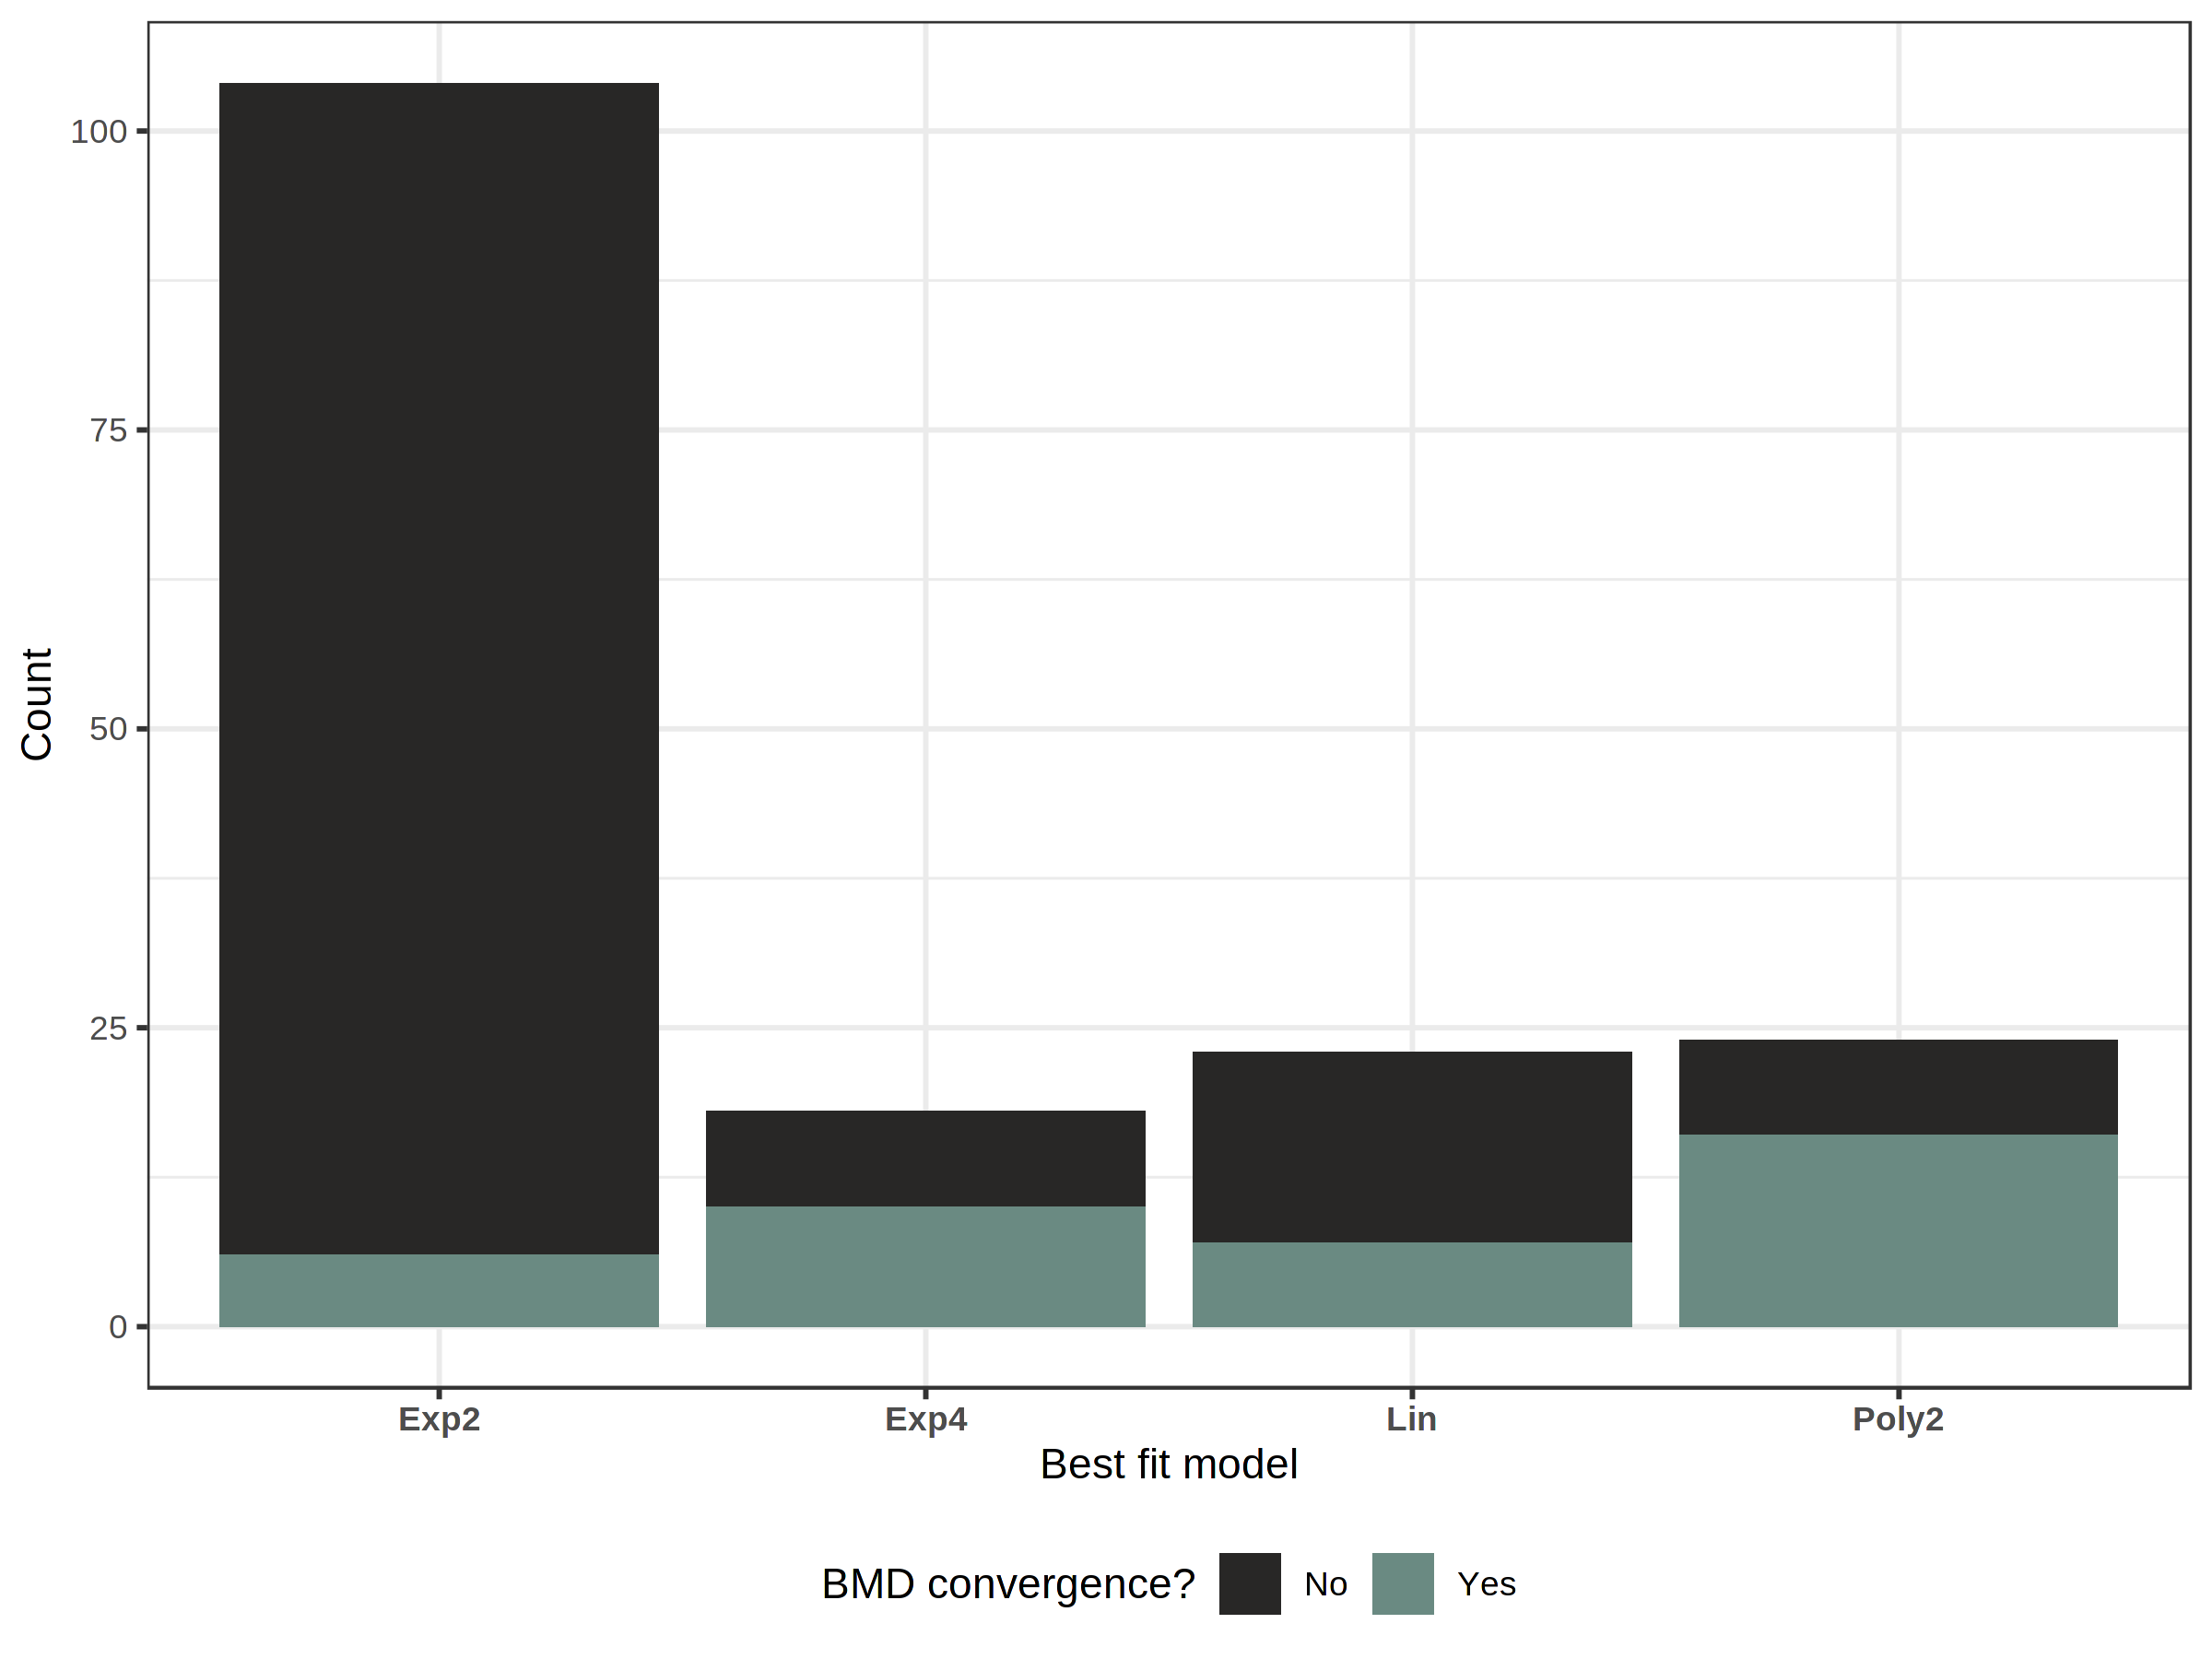 100
75
50
25
0
Count
Exp2 Exp4 Lin Poly2
Best fit model
BMD convergence? No Yes